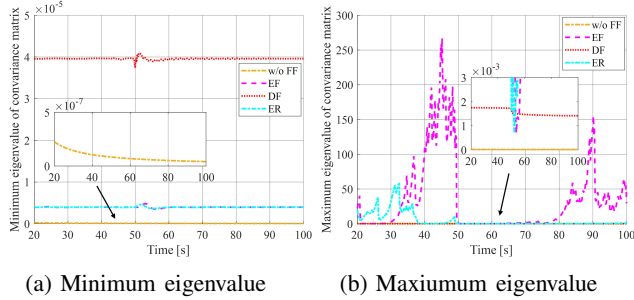 5 ×10⁻⁵
4
3
2
1
0
20 30 40 50 60 70 80 90 100
Time [s]
Minimum eigenvalue of convariance matrix
w/o FF
EF
DF
ER
5 ×10⁻⁷
0
20 40 60 80 100
(a) Minimum eigenvalue
300
250
200
150
100
50
0
20 30 40 50 60 70 80 90 100
Time [s]
Maximum eigenvalue of convariance matrix
w/o FF
EF
DF
ER
3 ×10⁻³
2
1
0
20 40 60 80 100
(b) Maxiumum eigenvalue